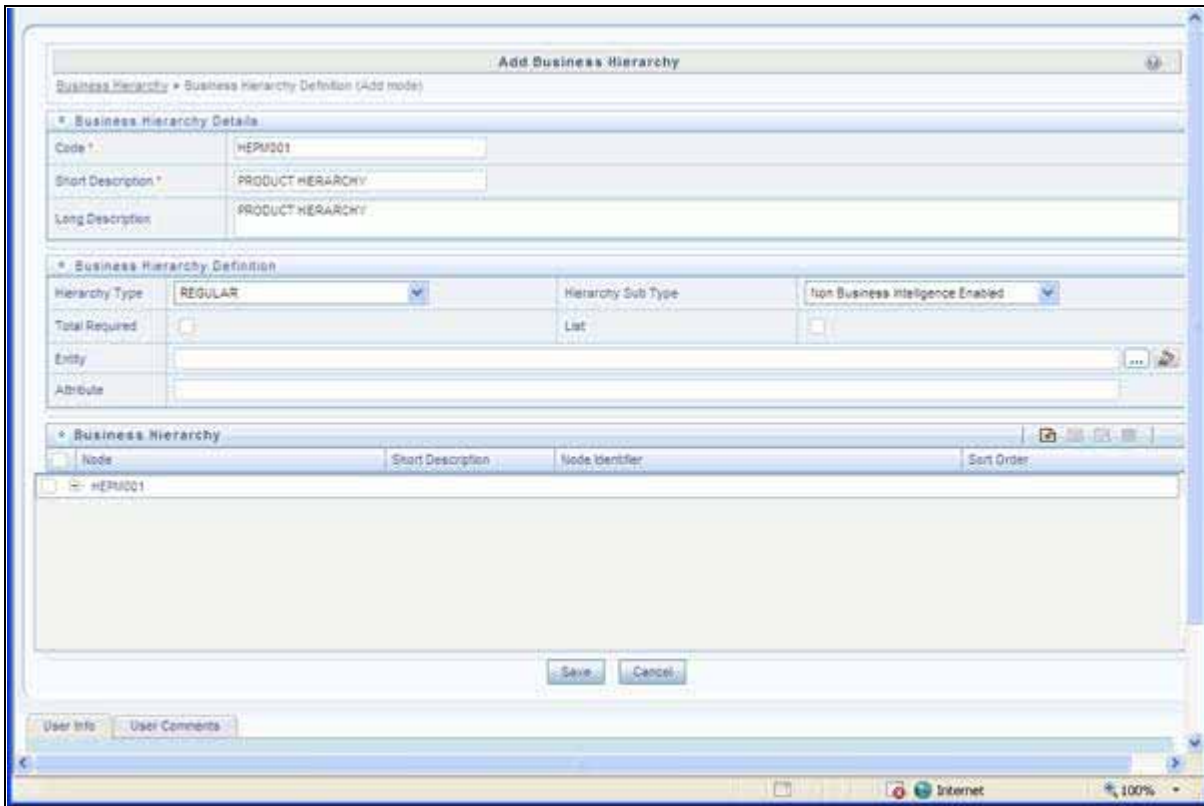 Add Business Hierarchy
Business Hierarchy » Business Hierarchy Definition (Add mode)
Business Hierarchy Details
Code *
HEPM001
Short Description *
PRODUCT HIERARCHY
Long Description
PRODUCT HIERARCHY
Business Hierarchy Definition
Hierarchy Type
REGULAR
Hierarchy Sub Type
Non Business Intelligence Enabled
Total Required
List
Entity
...
Attribute
Business Hierarchy
Node
Short Description
Node Identifier
Sort Order
HEPM001
Save
Cancel
User Info
User Comments
Internet
100%